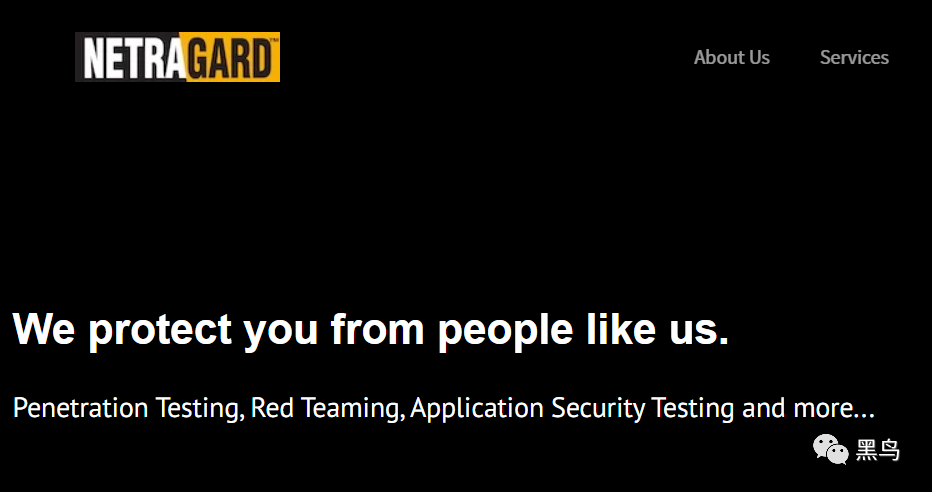 NETRAGARD™
About Us
Services
We protect you from people like us.
Penetration Testing, Red Teaming, Application Security Testing and more...
黑鸟